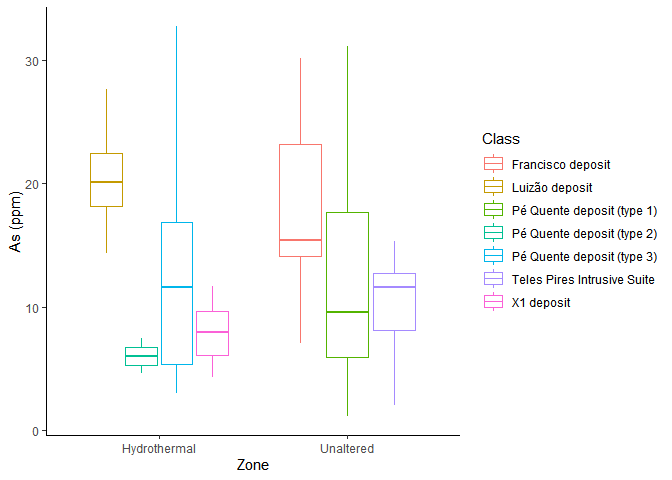 As (ppm)
30
20
10
0
Hydrothermal
Unaltered
Zone
Class
Francisco deposit
Luizão deposit
Pé Quente deposit (type 1)
Pé Quente deposit (type 2)
Pé Quente deposit (type 3)
Teles Pires Intrusive Suite
X1 deposit